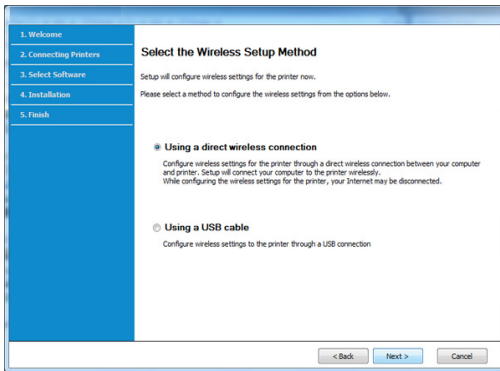 1. Welcome
2. Connecting Printers
3. Select Software
4. Installation
5. Finish
Select the Wireless Setup Method
Setup will configure wireless settings for the printer now.
Please select a method to configure the wireless settings from the options below.
Using a direct wireless connection
Configure wireless settings for the printer through a direct wireless connection between your computer
and printer. Setup will connect your computer to the printer wirelessly.
While configuring the wireless settings for the printer, your Internet may be disconnected.
Using a USB cable
Configure wireless settings to the printer through a USB connection
< Back
Next >
Cancel